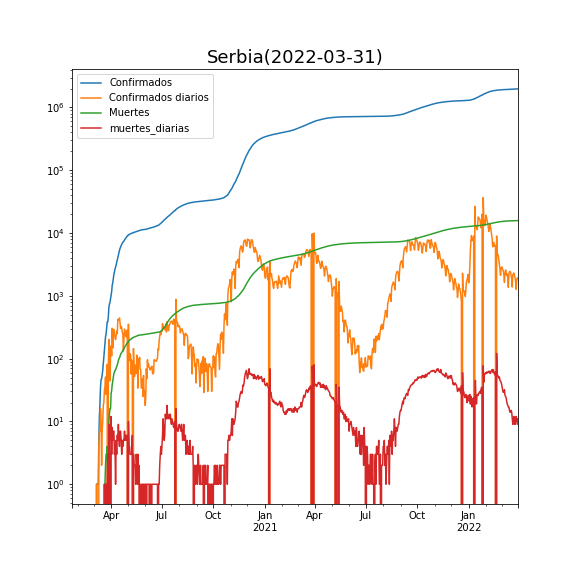 Serbia(2022-03-31)
Confirmados
Confirmados diarios
Muertes
muertes_diarias
10⁶
10⁵
10⁴
10³
10²
10¹
10⁰
Apr Jul Oct Jan Apr Jul Oct Jan
2021 2022